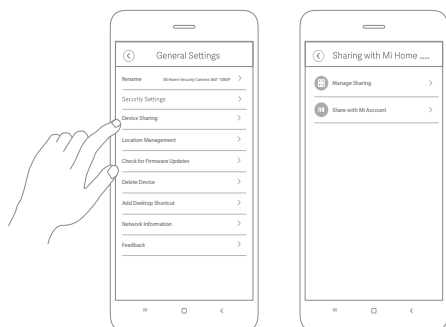 General Settings
Rename Mi Home Security Camera 360° 1080P
Security Settings
Device Sharing
Location Management
Check for Firmware Updates
Delete Device
Add Desktop Shortcut
Network Information
Feedback
Sharing with Mi Home ....
Manage Sharing
Share with Mi Account